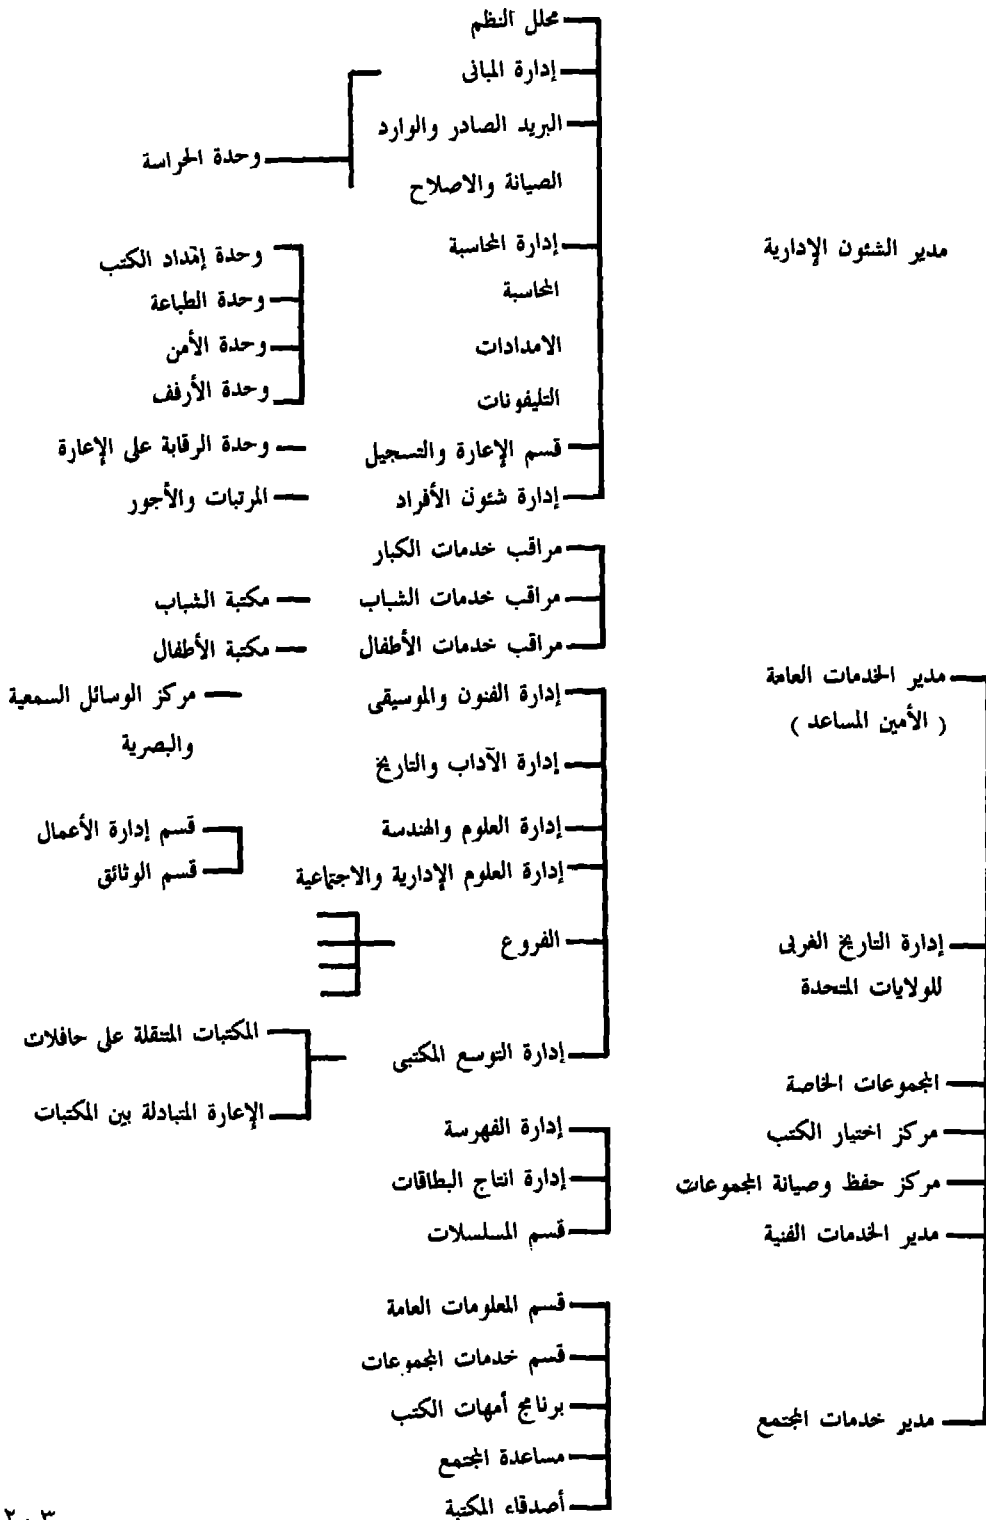 محلل النظم
إدارة المبانى
البريد الصادر والوارد
وحدة الحراسة
الصيانة والاصلاح
مدير الشئون الإدارية
إدارة المحاسبة
وحدة إمداد الكتب
المحاسبة
وحدة الطباعة
الامدادات
وحدة الأمن
التليفونات
وحدة الأرفف
قسم الإعارة والتسجيل
وحدة الرقابة على الإعارة
إدارة شئون الأفراد
المرتبات والأجور
مراقب خدمات الكبار
مراقب خدمات الشباب
مكتبة الشباب
مراقب خدمات الأطفال
مكتبة الأطفال
مدير الخدمات العامة
( الأمين المساعد )
إدارة الفنون والموسيقى
مركز الوسائل السمعية
والبصرية
إدارة الآداب والتاريخ
إدارة العلوم والهندسة
قسم إدارة الأعمال
إدارة العلوم الإدارية والاجتماعية
قسم الوثائق
إدارة التاريخ الغربى
للولايات المتحدة
الفروع
إدارة التوسع المكتبى
المكتبات المتنقلة على حافلات
الإعارة المتبادلة بين المكتبات
المجموعات الخاصة
مركز اختيار الكتب
مركز حفظ وصيانة المجموعات
مدير الخدمات الفنية
إدارة الفهرسة
إدارة انتاج البطاقات
قسم المسلسلات
مدير خدمات المجتمع
قسم المعلومات العامة
قسم خدمات المجموعات
برنامج أمهات الكتب
مساعدة المجتمع
أصدقاء المكتبة
٢٠٣